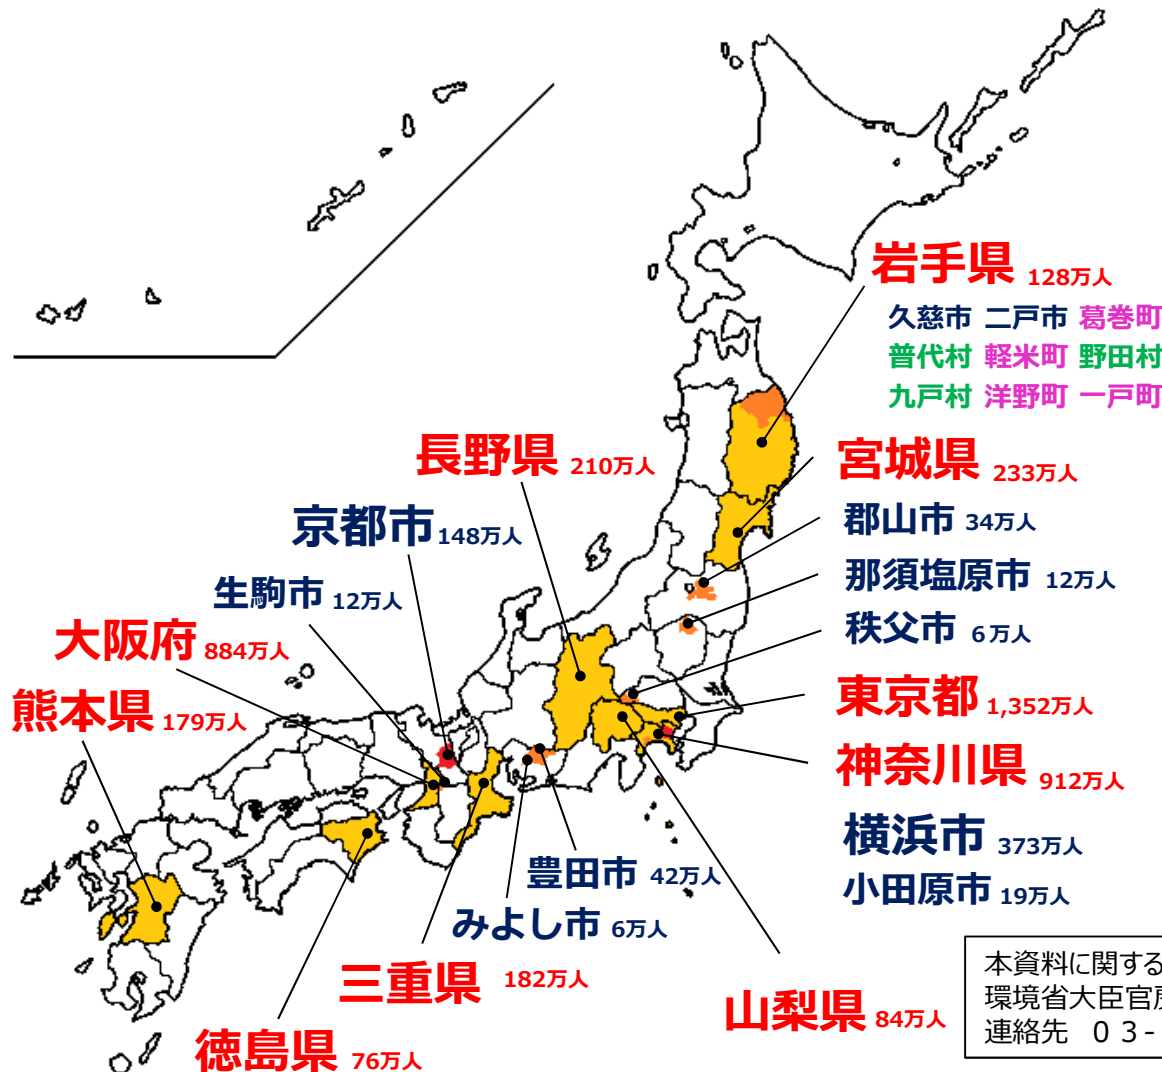 岩手県 128万人
久慈市 二戸市 葛巻町
普代村 軽米町 野田村
九戸村 洋野町 一戸町
長野県 210万人
宮城県 233万人
京都市 148万人
郡山市 34万人
生駒市 12万人
那須塩原市 12万人
大阪府 884万人
秩父市 6万人
熊本県 179万人
東京都 1,352万人
神奈川県 912万人
横浜市 373万人
豊田市 42万人
小田原市 19万人
みよし市 6万人
三重県 182万人
山梨県 84万人
徳島県 76万人
本資料に関する
環境省大臣官房
連絡先 03-